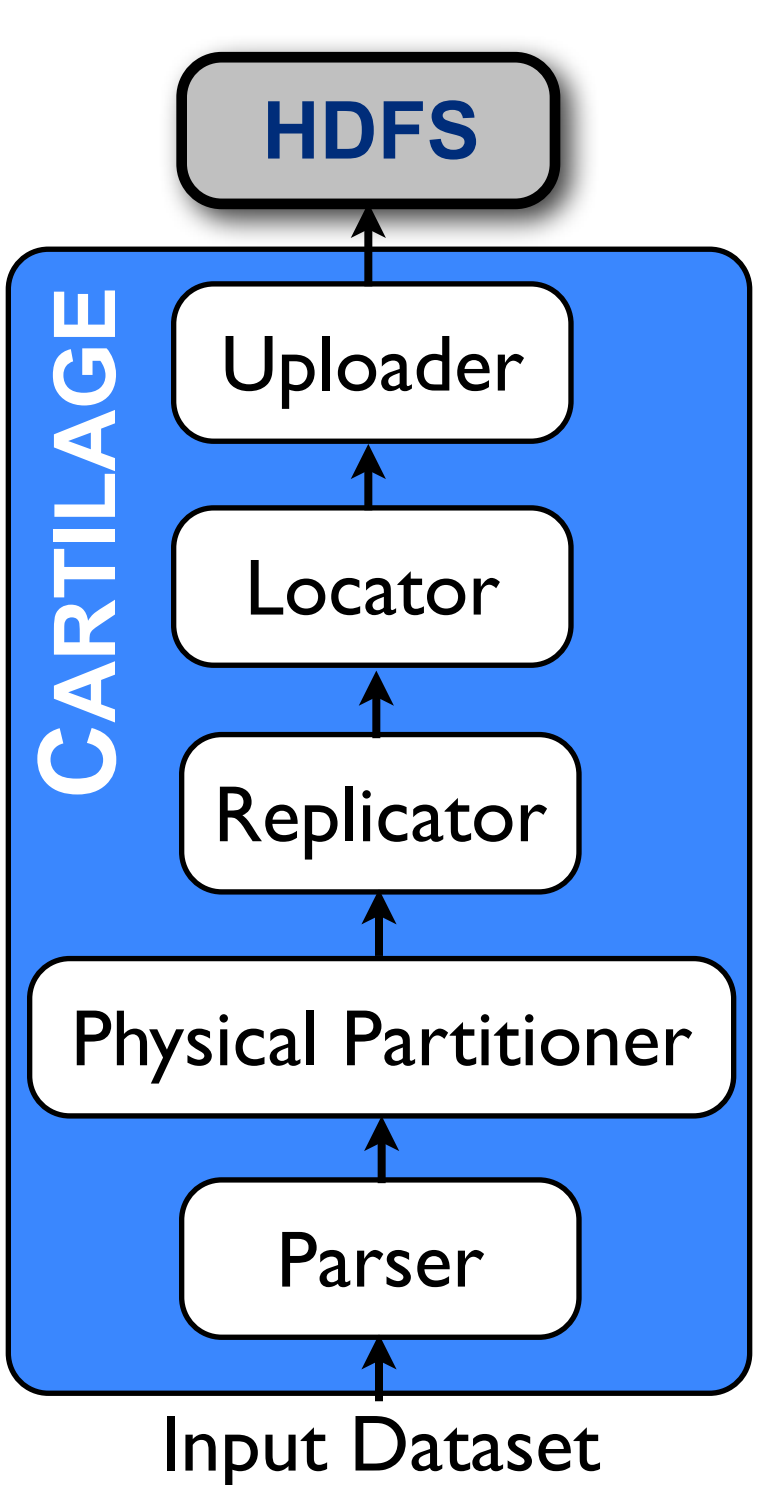 HDFS
CARTILAGE
Uploader
Locator
Replicator
Physical Partitioner
Parser
Input Dataset